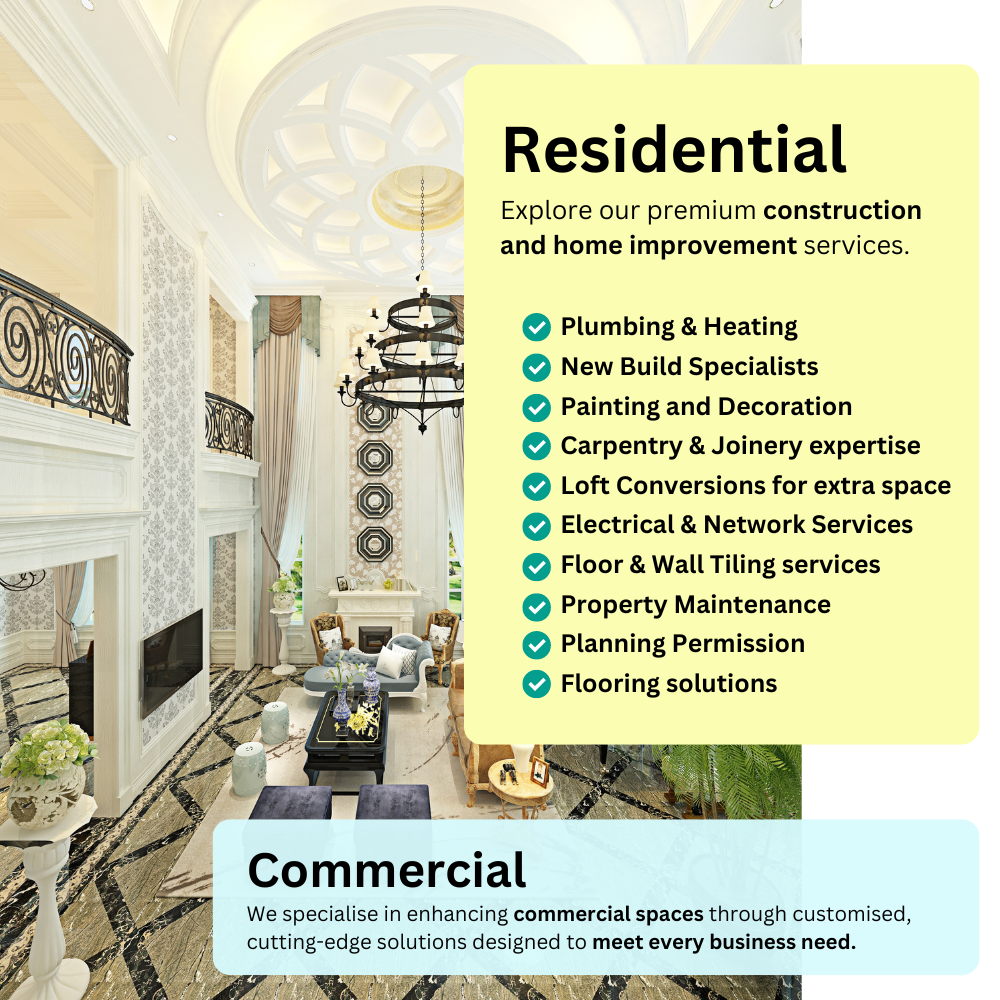 Residential
Explore our premium construction
and home improvement services.
Plumbing & Heating
New Build Specialists
Painting and Decoration
Carpentry & Joinery expertise
Loft Conversions for extra space
Electrical & Network Services
Floor & Wall Tiling services
Property Maintenance
Planning Permission
Flooring solutions
Commercial
We specialise in enhancing commercial spaces through customised,
cutting-edge solutions designed to meet every business need.